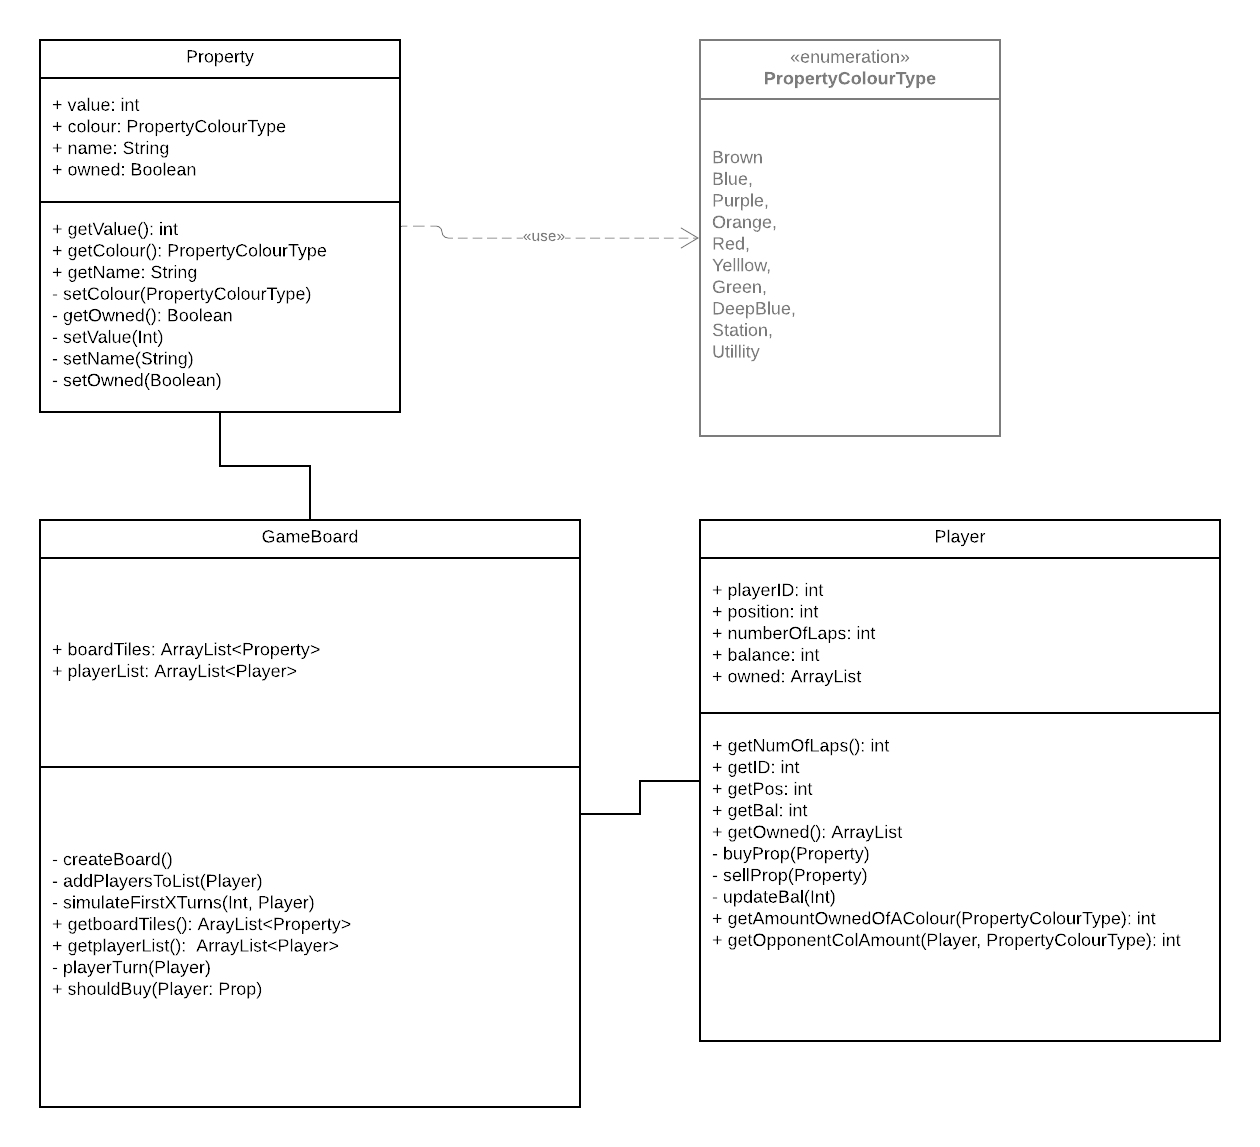 Property
+ value: int
+ colour: PropertyColourType
+ name: String
+ owned: Boolean
+ getValue(): int
+ getColour(): PropertyColourType
+ getName: String
- setColour(PropertyColourType)
- getOwned(): Boolean
- setValue(Int)
- setName(String)
- setOwned(Boolean)
«use»
«enumeration»
PropertyColourType
Brown
Blue,
Purple,
Orange,
Red,
Yelllow,
Green,
DeepBlue,
Station,
Utillity
GameBoard
+ boardTiles: ArrayList<Property>
+ playerList: ArrayList<Player>
- createBoard()
- addPlayersToList(Player)
- simulateFirstXTurns(Int, Player)
+ getboardTiles(): ArayList<Property>
+ getplayerList():  ArrayList<Player>
- playerTurn(Player)
+ shouldBuy(Player: Prop)
Player
+ playerID: int
+ position: int
+ numberOfLaps: int
+ balance: int
+ owned: ArrayList
+ getNumOfLaps(): int
+ getID: int
+ getPos: int
+ getBal: int
+ getOwned(): ArrayList
- buyProp(Property)
- sellProp(Property)
- updateBal(Int)
+ getAmountOwnedOfAColour(PropertyColourType): int
+ getOpponentColAmount(Player, PropertyColourType): int